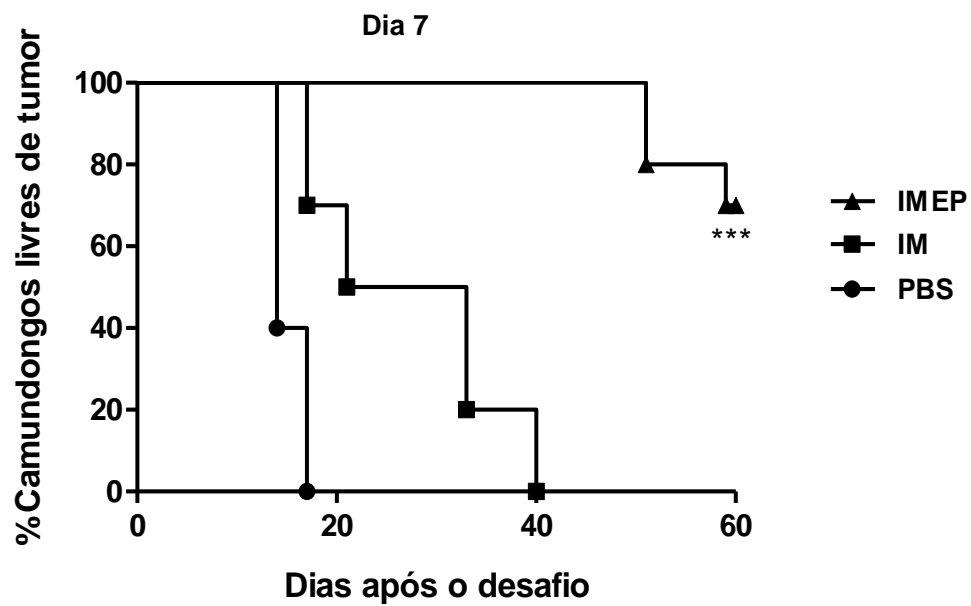 Dia 7
%Camundongos livres de tumor
100
80
60
40
20
0
0 20 40 60
Dias após o desafio
***
IMEP
IM
PBS